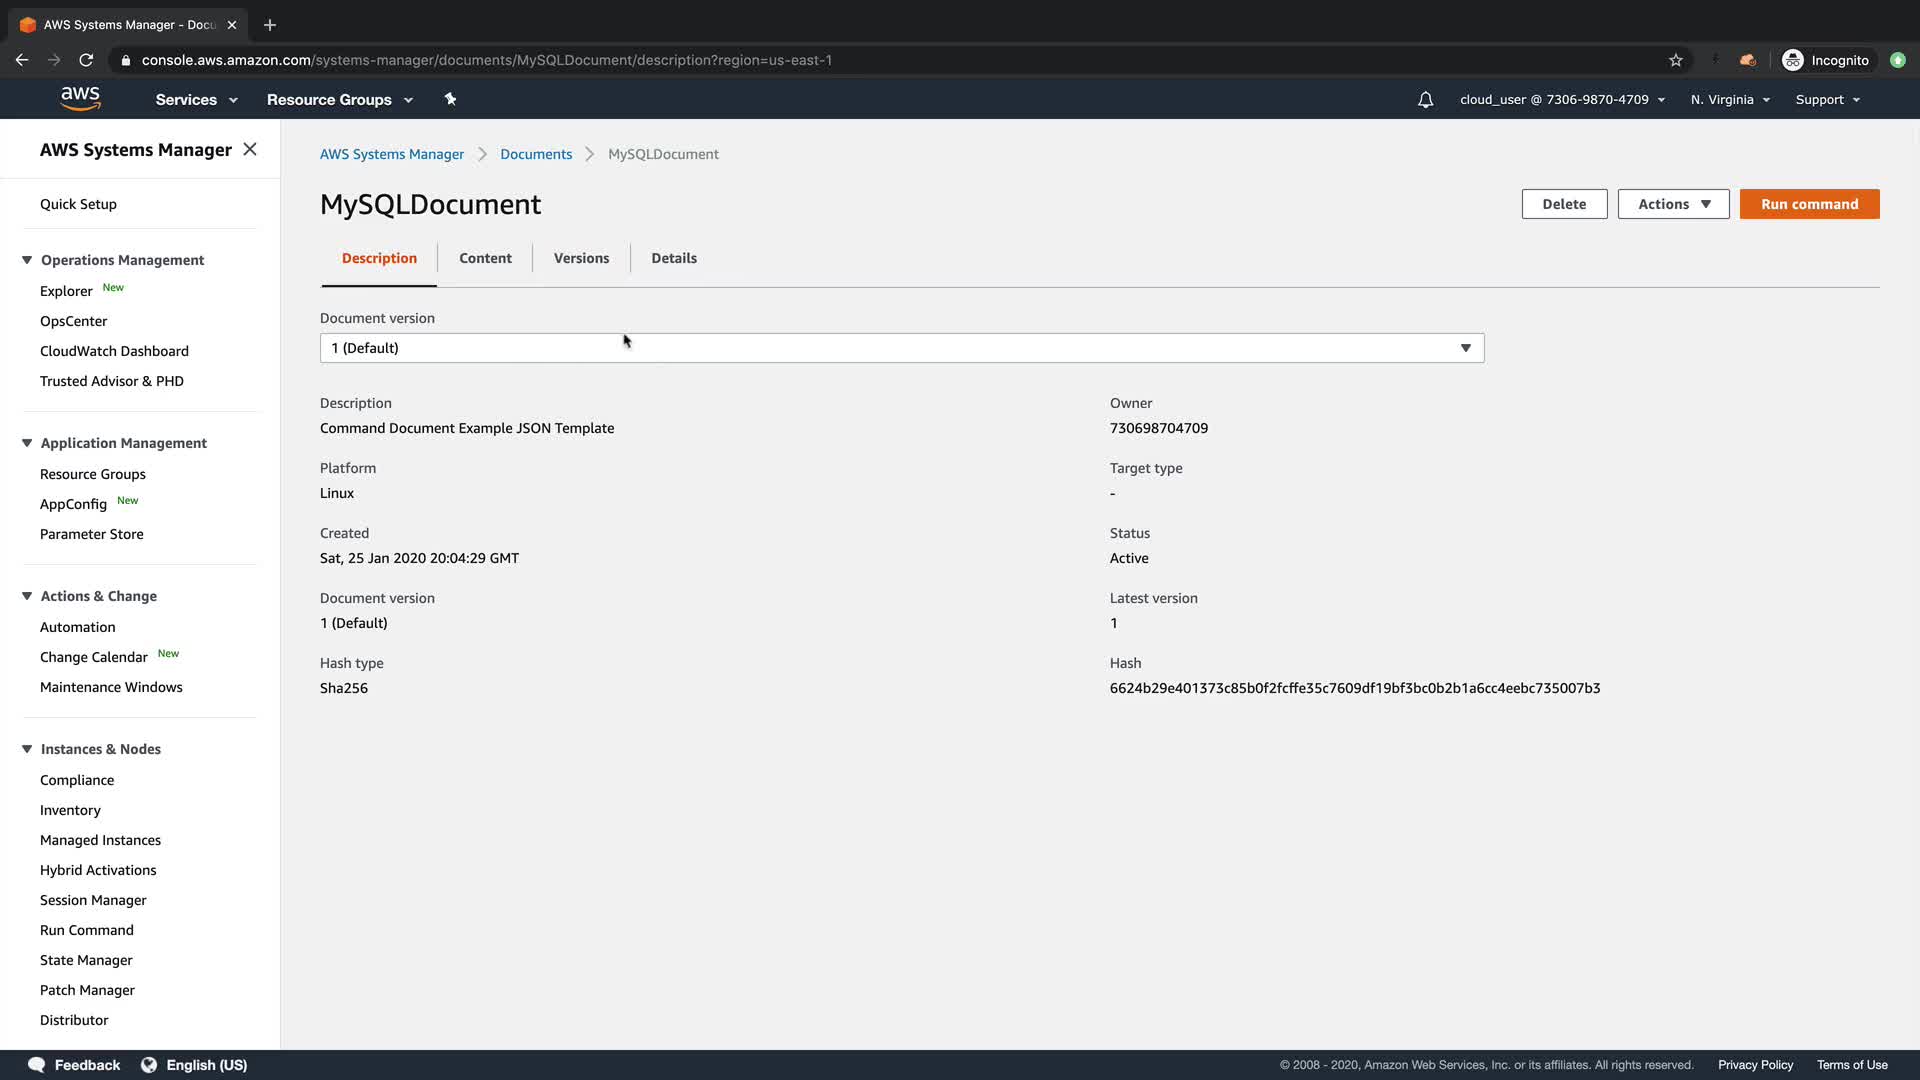 AWS Systems Manager - Docu
console.aws.amazon.com/systems-manager/documents/MySQLDocument/description?region=us-east-1
Incognito
aws
Services
Resource Groups
cloud_user @ 7306-9870-4709
N. Virginia
Support
AWS Systems Manager
Quick Setup
Operations Management
Explorer New
OpsCenter
CloudWatch Dashboard
Trusted Advisor & PHD
Application Management
Resource Groups
AppConfig New
Parameter Store
Actions & Change
Automation
Change Calendar New
Maintenance Windows
Instances & Nodes
Compliance
Inventory
Managed Instances
Hybrid Activations
Session Manager
Run Command
State Manager
Patch Manager
Distributor
AWS Systems Manager > Documents > MySQLDocument
MySQLDocument
Delete
Actions
Run command
Description
Content
Versions
Details
Document version
1 (Default)
Description
Command Document Example JSON Template
Owner
730698704709
Platform
Linux
Target type
-
Created
Sat, 25 Jan 2020 20:04:29 GMT
Status
Active
Document version
1 (Default)
Latest version
1
Hash type
Sha256
Hash
6624b29e401373c85b0f2fcffe35c7609df19bf3bc0b2b1a6cc4eebc735007b3
Feedback
English (US)
© 2008 - 2020, Amazon Web Services, Inc. or its affiliates. All rights reserved.
Privacy Policy
Terms of Use